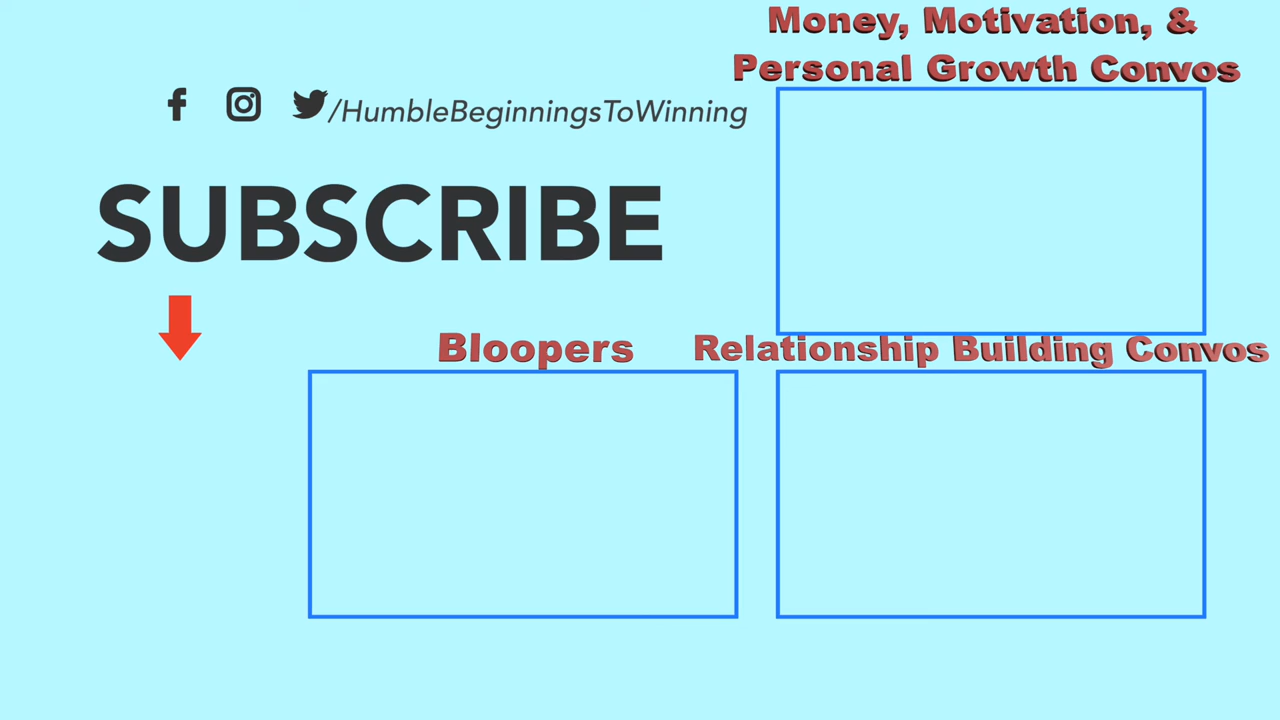 Money, Motivation, &
Personal Growth Convos
/HumbleBeginningsToWinning
SUBSCRIBE
Bloopers
Relationship Building Convos